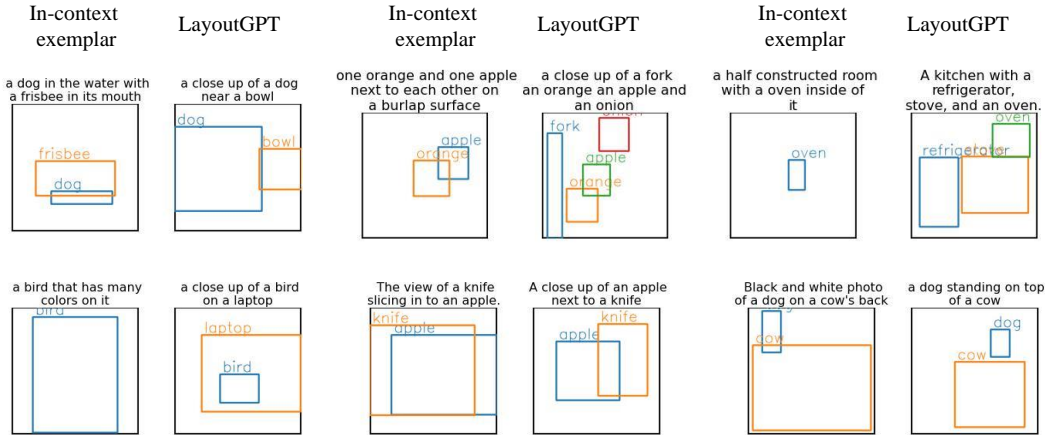 In-context
exemplar
LayoutGPT
In-context
exemplar
LayoutGPT
In-context
exemplar
LayoutGPT
a dog in the water with
a frisbee in its mouth
frisbee
dog
a close up of a dog
near a bowl
dog
bowl
one orange and one apple
next to each other on
a burlap surface
apple
orange
a close up of a fork
an orange an apple and
an onion
onion
fork
apple
orange
a half constructed room
with a oven inside of
it
oven
A kitchen with a
refrigerator,
stove, and an oven.
oven
refrigerator
a bird that has many
colors on it
bird
a close up of a bird
on a laptop
laptop
bird
The view of a knife
slicing in to an apple.
knife
apple
A close up of an apple
next to a knife
knife
apple
Black and white photo
of a dog on a cow's back
cow
a dog standing on top
of a cow
dog
cow